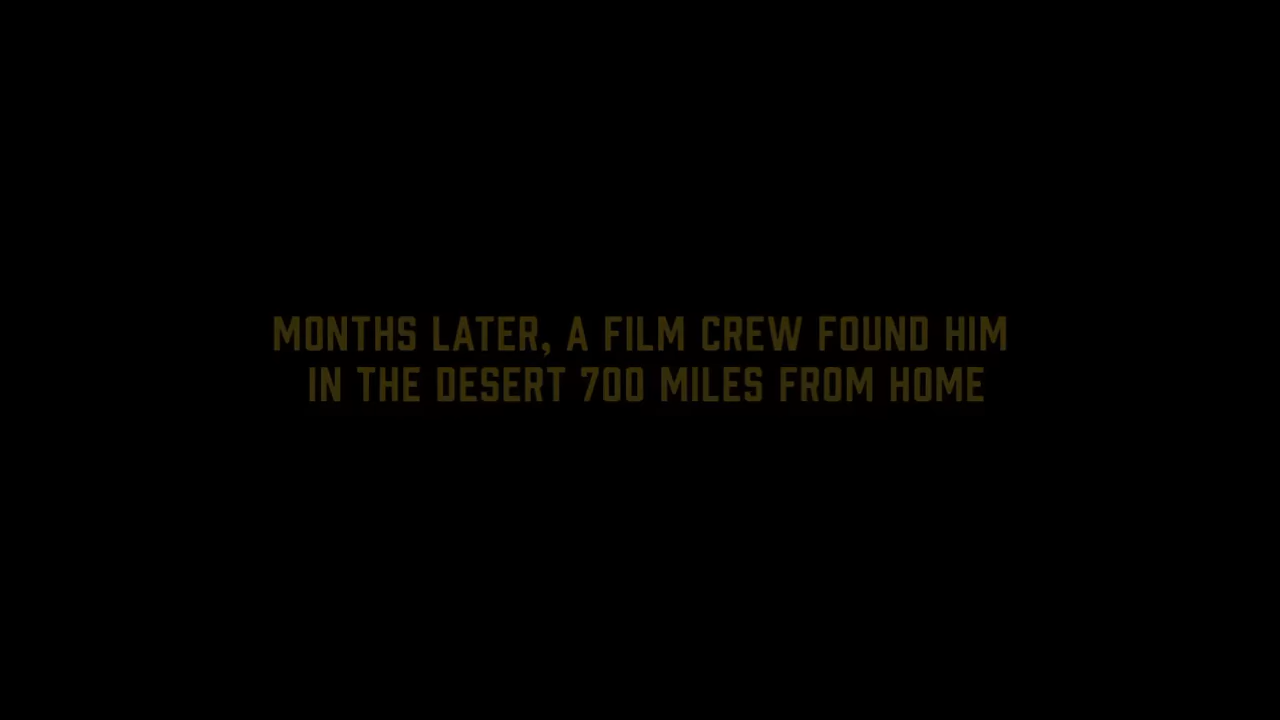 MONTHS LATER, A FILM CREW FOUND HIM
IN THE DESERT 700 MILES FROM HOME